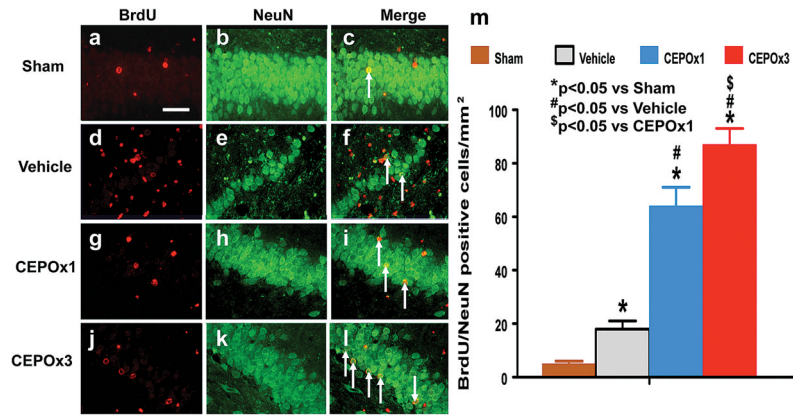 BrdU NeuN Merge
Sham
a b c
Vehicle
d e f
CEPOx1
g h i
CEPOx3
j k l
m
Sham Vehicle CEPOx1 CEPOx3
*p<0.05 vs Sham
#p<0.05 vs Vehicle
$p<0.05 vs CEPOx1
BrdU/NeuN positive cells/mm²
100
80
60
40
20
0
*
#
*
$
#
*